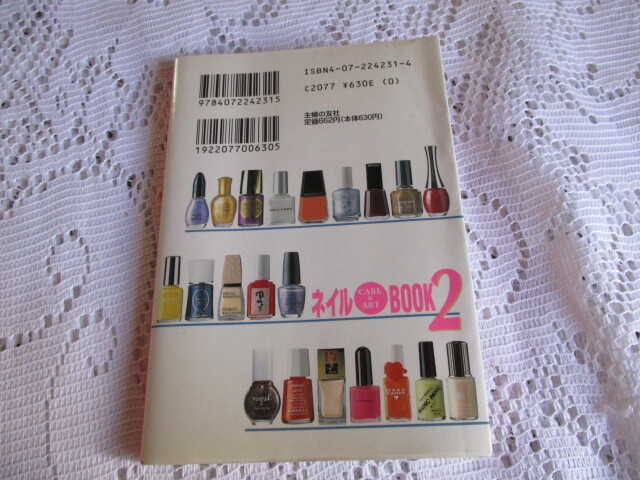 ISBN4-07-224231-4
C2077 ¥630E (0)
9784072242315
主婦の友社
定価662円(本体630円)
1922077006305
ネイル CARE & ART BOOK 2